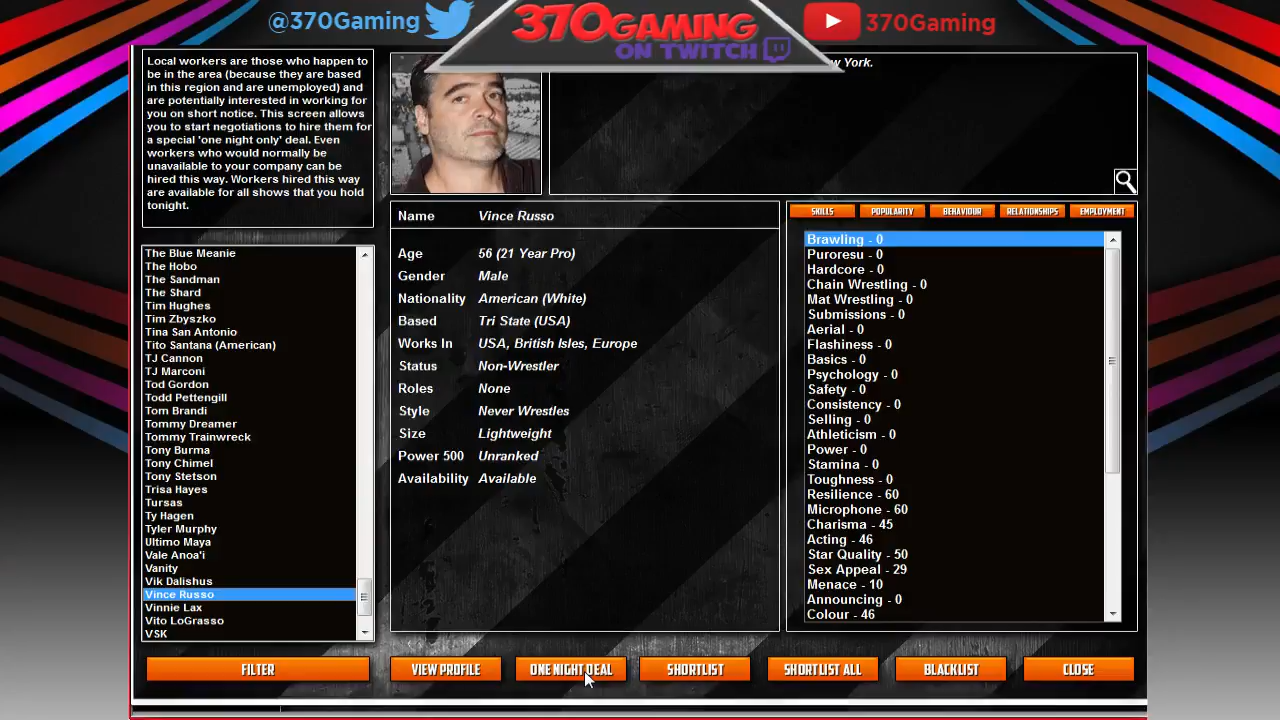 @370Gaming
370GAMING
ON TWITCH
370Gaming
Local workers are those who happen to
be in the area (because they are based
in this region and are unemployed) and
are potentially interested in working for
you on short notice. This screen allows
you to start negotiations to hire them for
a special 'one night only' deal. Even
workers who would normally be
unavailable to your company can be
hired this way. Workers hired this way
are available for all shows that you hold
tonight.
York.
The Blue Meanie
The Hobo
The Sandman
The Shard
Tim Hughes
Tim Zbyszko
Tina San Antonio
Tito Santana (American)
TJ Cannon
TJ Marconi
Tod Gordon
Todd Pettengill
Tom Brandi
Tommy Dreamer
Tommy Trainwreck
Tony Burma
Tony Chimel
Tony Stetson
Trisa Hayes
Tursas
Ty Hagen
Tyler Murphy
Ultimo Maya
Vale Anoa'i
Vanity
Vik Dalishus
Vince Russo
Vinnie Lax
Vito LoGrasso
VSK
Name Vince Russo
Age 56 (21 Year Pro)
Gender Male
Nationality American (White)
Based Tri State (USA)
Works In USA, British Isles, Europe
Status Non-Wrestler
Roles None
Style Never Wrestles
Size Lightweight
Power 500 Unranked
Availability Available
SKILLS POPULARITY BEHAVIOUR RELATIONSHIPS EMPLOYMENT
Brawling - 0
Puroresu - 0
Hardcore - 0
Chain Wrestling - 0
Mat Wrestling - 0
Submissions - 0
Aerial - 0
Flashiness - 0
Basics - 0
Psychology - 0
Safety - 0
Consistency - 0
Selling - 0
Athleticism - 0
Power - 0
Stamina - 0
Toughness - 0
Resilience - 60
Microphone - 60
Charisma - 45
Acting - 46
Star Quality - 50
Sex Appeal - 29
Menace - 10
Announcing - 0
Colour - 46
FILTER VIEW PROFILE ONE NIGHT DEAL SHORTLIST SHORTLIST ALL BLACKLIST CLOSE